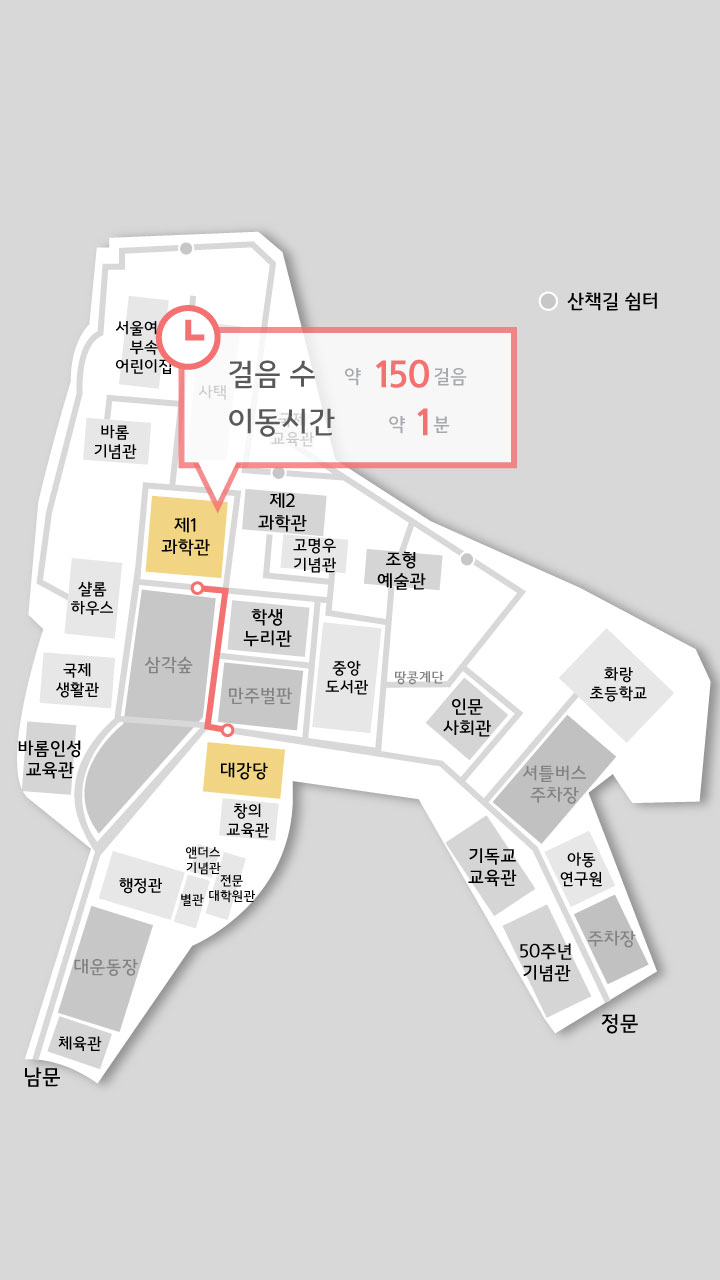 산책길 쉼터
서울여
부속
어린이집
걸음 수 약 150 걸음
이동시간 약 1 분
사택
교육관
바롬
기념관
제1
과학관
제2
과학관
고명우
기념관
조형
예술관
샬롬
하우스
학생
누리관
삼각숲
중앙
도서관
땅콩계단
국제
생활관
만주벌판
인문
사회관
화랑
초등학교
바롬인성
교육관
대강당
셔틀버스
주차장
창의
교육관
앤더스
기념관
전문
대학원관
별관
행정관
기독교
교육관
아동
연구원
대운동장
50주년
기념관
주차장
체육관
정문
남문